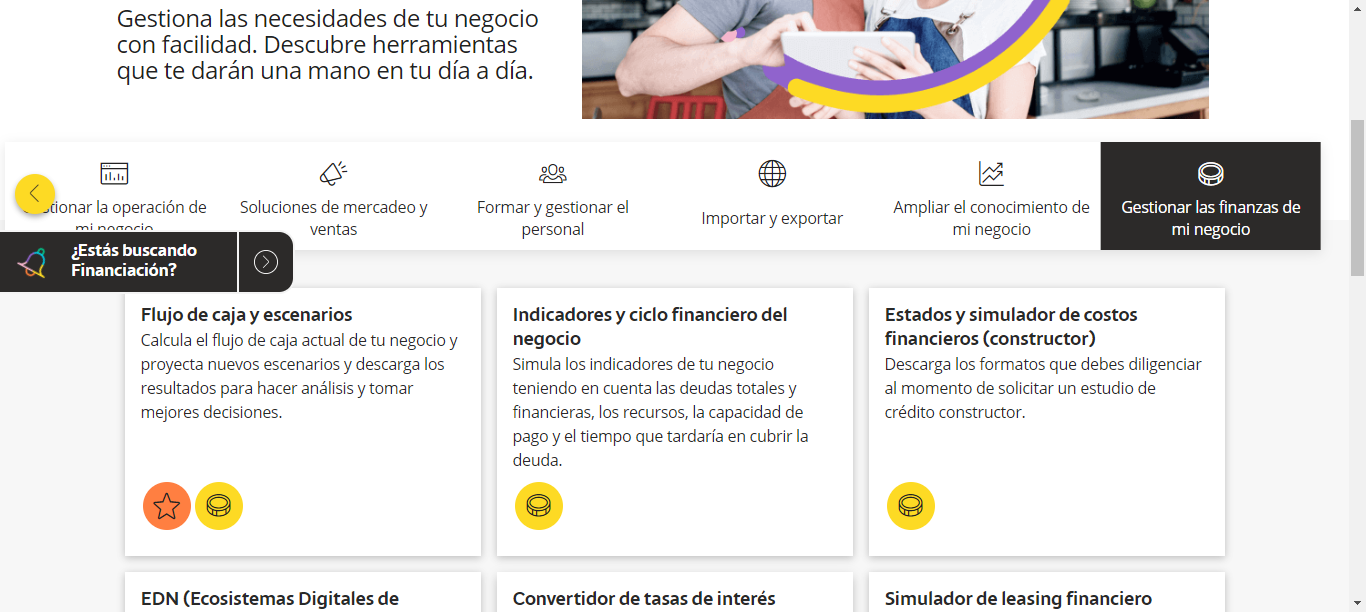 Gestiona las necesidades de tu negocio
con facilidad. Descubre herramientas
que te darán una mano en tu día a día.
la operación de
mi negocio
Soluciones de mercadeo y
ventas
Formar y gestionar el
personal
Importar y exportar
Ampliar el conocimiento de
mi negocio
Gestionar las finanzas de
mi negocio
¿Estás buscando
Financiación?
Flujo de caja y escenarios
Calcula el flujo de caja actual de tu negocio y
proyecta nuevos escenarios y descarga los
resultados para hacer análisis y tomar
mejores decisiones.
Indicadores y ciclo financiero del
negocio
Simula los indicadores de tu negocio
teniendo en cuenta las deudas totales y
financieras, los recursos, la capacidad de
pago y el tiempo que tardaría en cubrir la
deuda.
Estados y simulador de costos
financieros (constructor)
Descarga los formatos que debes diligenciar
al momento de solicitar un estudio de
crédito constructor.
EDN (Ecosistemas Digitales de
Convertidor de tasas de interés
Simulador de leasing financiero